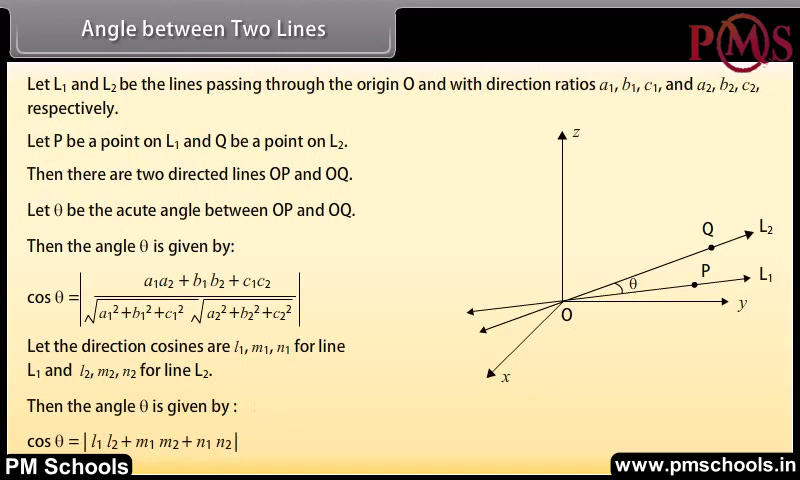 Angle between Two Lines
PMS
Let L₁ and L₂ be the lines passing through the origin O and with direction ratios a₁, b₁, c₁, and a₂, b₂, c₂,
respectively.
Let P be a point on L₁ and Q be a point on L₂.
Then there are two directed lines OP and OQ.
Let θ be the acute angle between OP and OQ.
Then the angle θ is given by:
cos θ = | (a₁a₂ + b₁ b₂ + c₁c₂) / (√(a₁²+b₁²+c₁²) √(a₂²+b₂²+c₂²)) |
Let the direction cosines are l₁, m₁, n₁ for line
L₁ and l₂, m₂, n₂ for line L₂.
Then the angle θ is given by :
cos θ = | l₁ l₂ + m₁ m₂ + n₁ n₂ |
z
Q
L₂
P
L₁
θ
O
y
x
PM Schools
www.pmschools.in